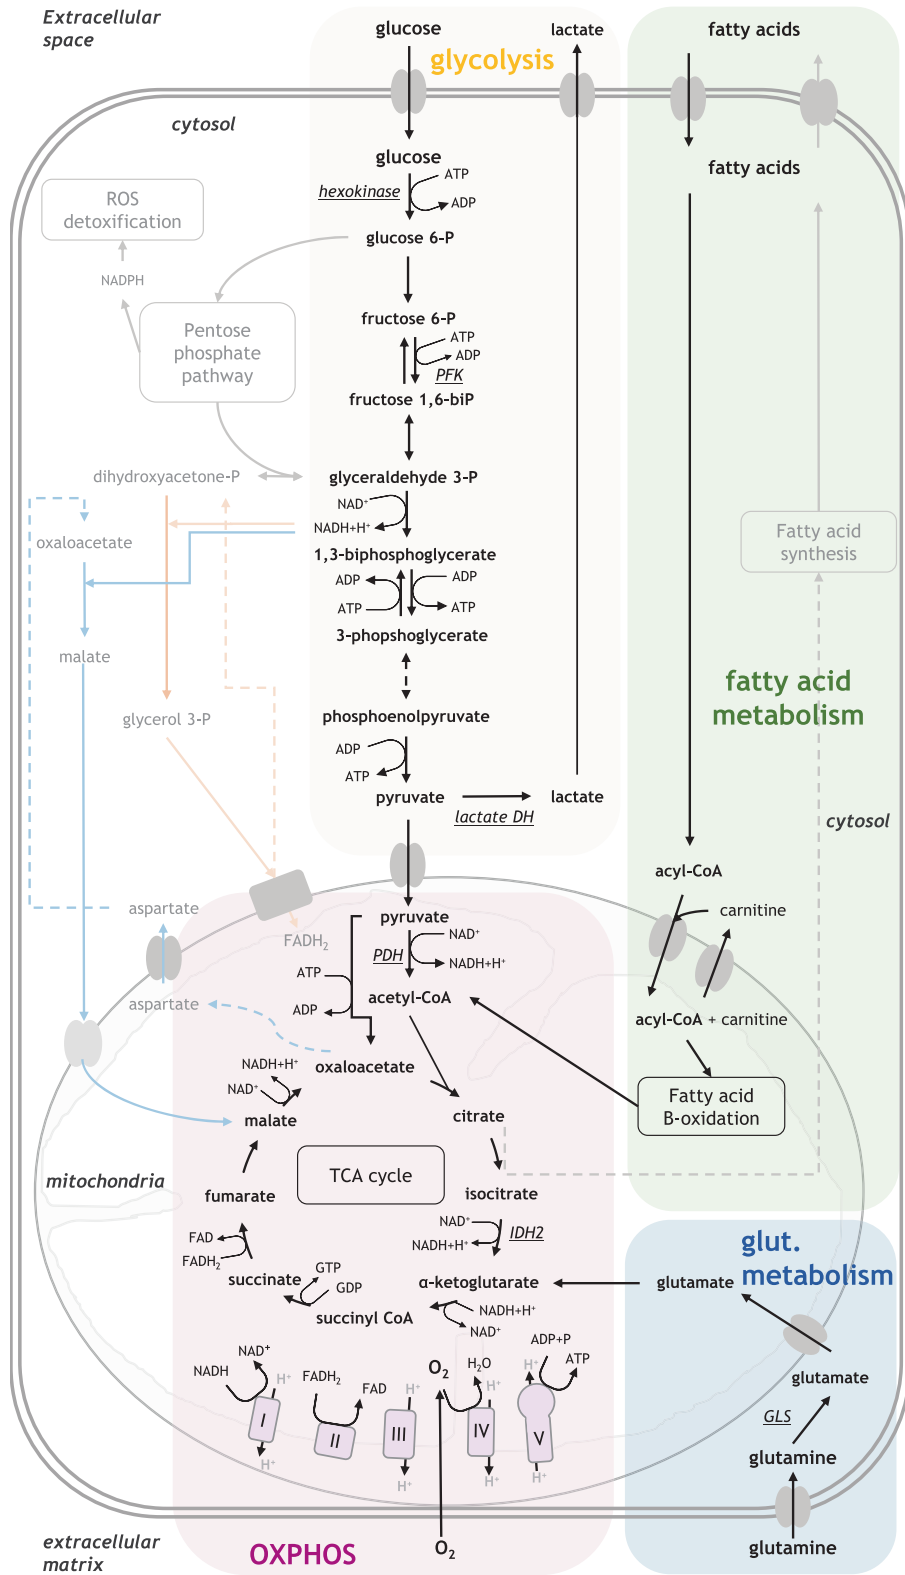 Extracellular
space
glucose
lactate
fatty acids
glycolysis
cytosol
glucose
fatty acids
hexokinase
ATP
ADP
ROS
detoxification
glucose 6-P
NADPH
fructose 6-P
Pentose
phosphate
pathway
ATP
ADP
PFK
fructose 1,6-biP
dihydroxyacetone-P
glyceraldehyde 3-P
NAD⁺
NADH+H⁺
oxaloacetate
Fatty acid
synthesis
1,3-biphosphoglycerate
ADP
ATP
ADP
ATP
3-phopshoglycerate
malate
fatty acid
metabolism
glycerol 3-P
phosphoenolpyruvate
ADP
ATP
pyruvate
lactate DH
lactate
cytosol
acyl-CoA
carnitine
aspartate
pyruvate
FADH₂
PDH
NAD⁺
NADH+H⁺
ATP
ADP
acetyl-CoA
aspartate
acyl-CoA + carnitine
oxaloacetate
NADH+H⁺
NAD⁺
malate
citrate
Fatty acid
B-oxidation
TCA cycle
mitochondria
fumarate
isocitrate
NAD⁺
NADH+H⁺
IDH2
FAD
FADH₂
glut.
metabolism
succinate
GTP
GDP
α-ketoglutarate
glutamate
succinyl CoA
NADH+H⁺
NAD⁺
NADH
NAD⁺
H⁺
I
H⁺
FADH₂
FAD
II
H⁺
III
H⁺
O₂
H₂O
H⁺
IV
H⁺
ADP+P
ATP
H⁺
V
H⁺
glutamate
GLS
glutamine
extracellular
matrix
OXPHOS
O₂
glutamine